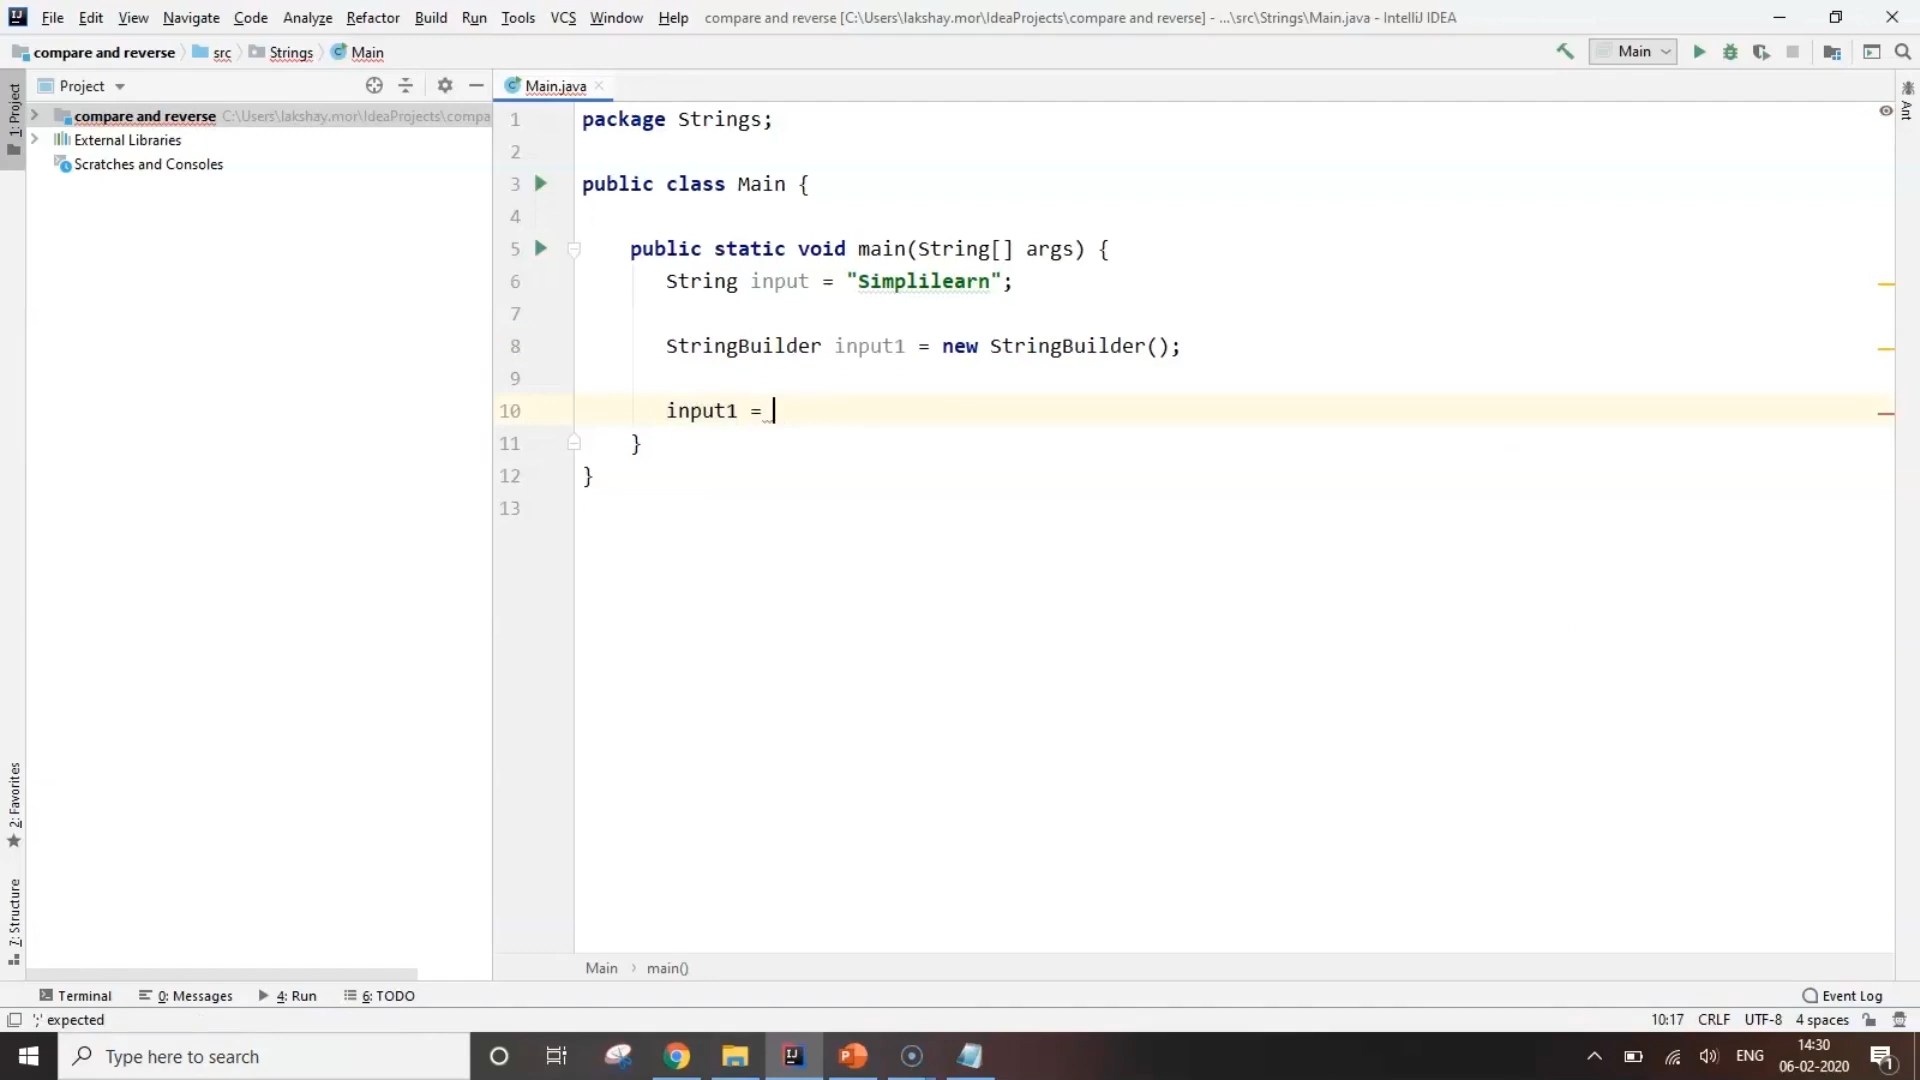 File Edit View Navigate Code Analyze Refactor Build Run Tools VCS Window Help compare and reverse [C:\Users\lakshay.mor\IdeaProjects\compare and reverse] - ...\src\Strings\Main.java - IntelliJ IDEA
compare and reverse src Strings Main Main
Project Main.java
1: Project
Ant
compare and reverse C:\Users\lakshay.mor\IdeaProjects\compa
External Libraries
Scratches and Consoles
1 package Strings;
2
3 public class Main {
4
5 public static void main(String[] args) {
6 String input = "Simplilearn";
7
8 StringBuilder input1 = new StringBuilder();
9
10 input1 =
11 }
12 }
13
2: Favorites
7: Structure
Main main()
Terminal 0: Messages 4: Run 6: TODO Event Log
';' expected 10:17 CRLF UTF-8 4 spaces
Type here to search ENG 14:30
06-02-2020 1